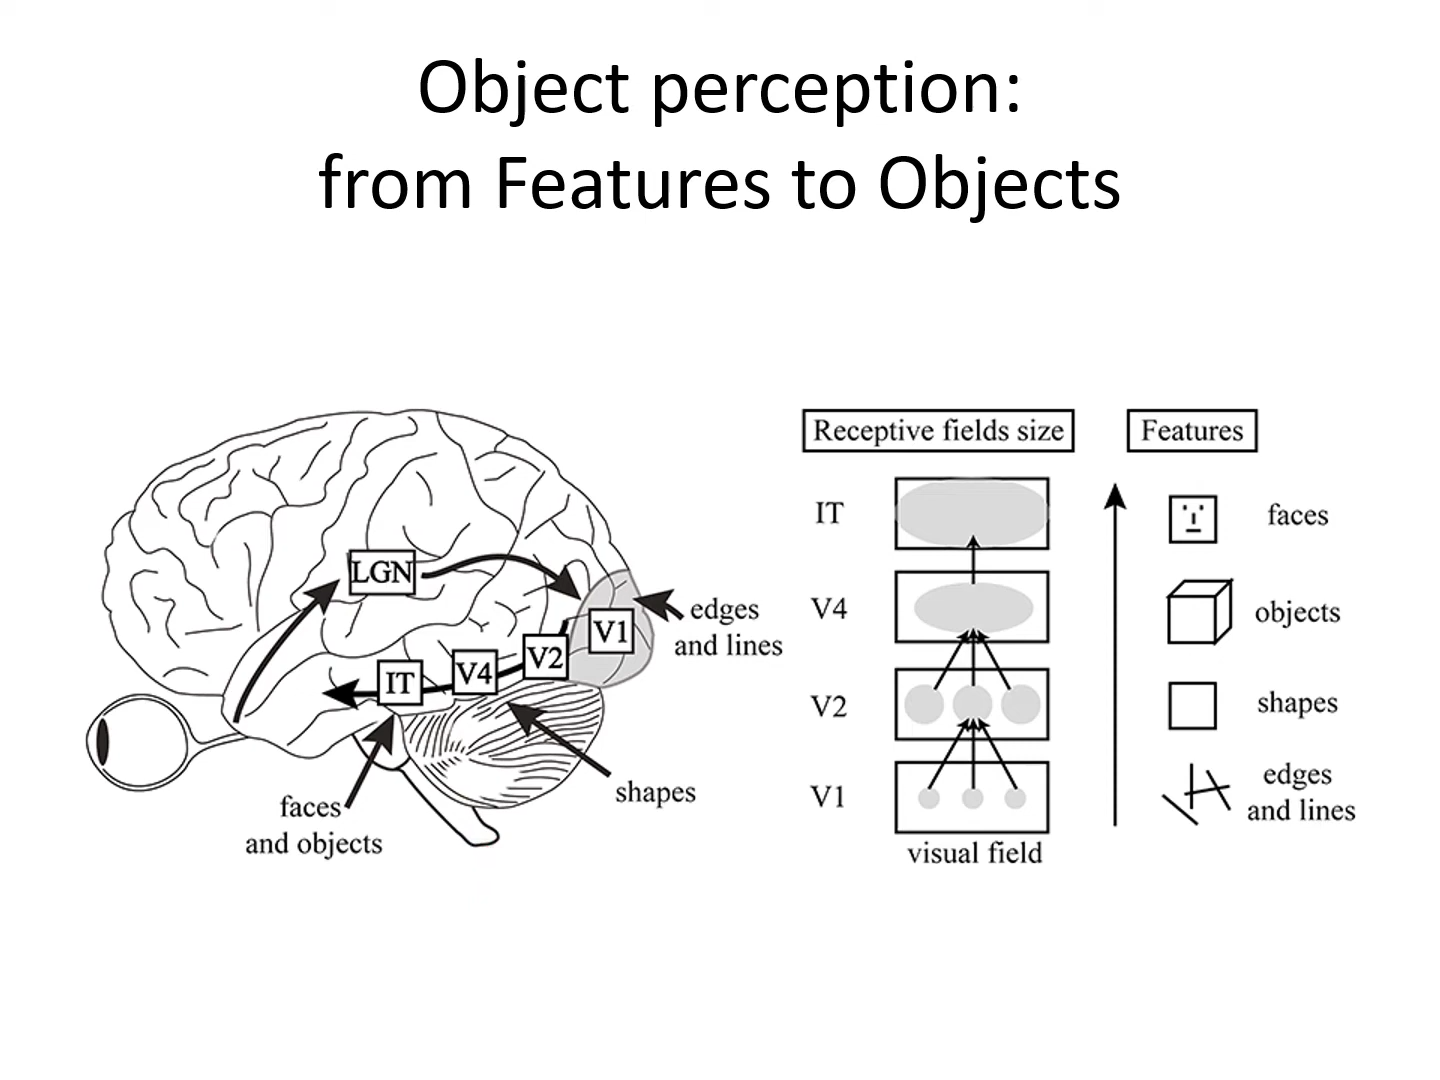 Object perception:
from Features to Objects
LGN
V1
V2
V4
IT
edges
and lines
shapes
faces
and objects
Receptive fields size
IT
V4
V2
V1
visual field
Features
faces
objects
shapes
edges
and lines